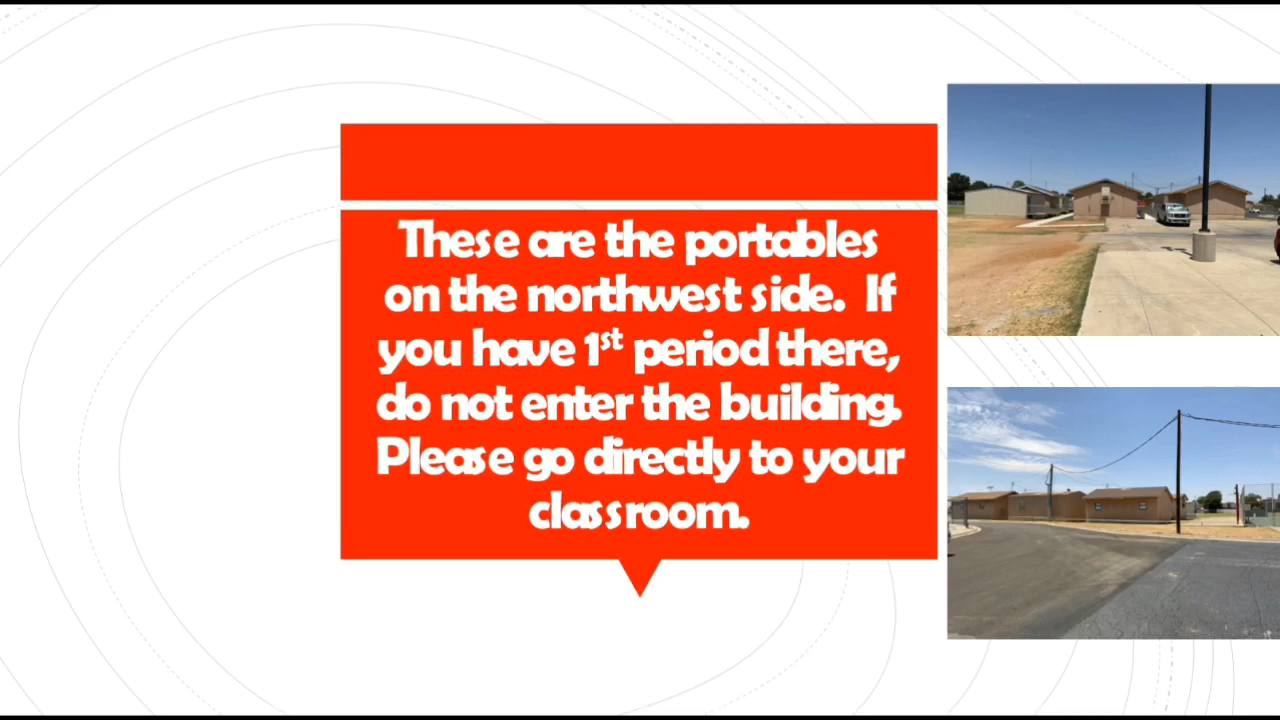 These are the portables
on the northwest side.  If
you have 1st period there,
do not enter the building.
Please go directly to your
classroom.